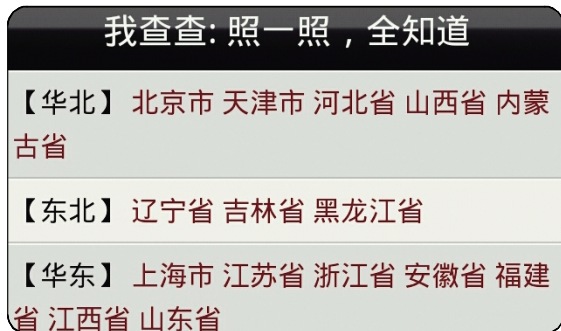 我查查: 照一照，全知道
【华北】北京市 天津市 河北省 山西省 内蒙
古省
【东北】辽宁省 吉林省 黑龙江省
【华东】上海市 江苏省 浙江省 安徽省 福建
省 江西省 山东省